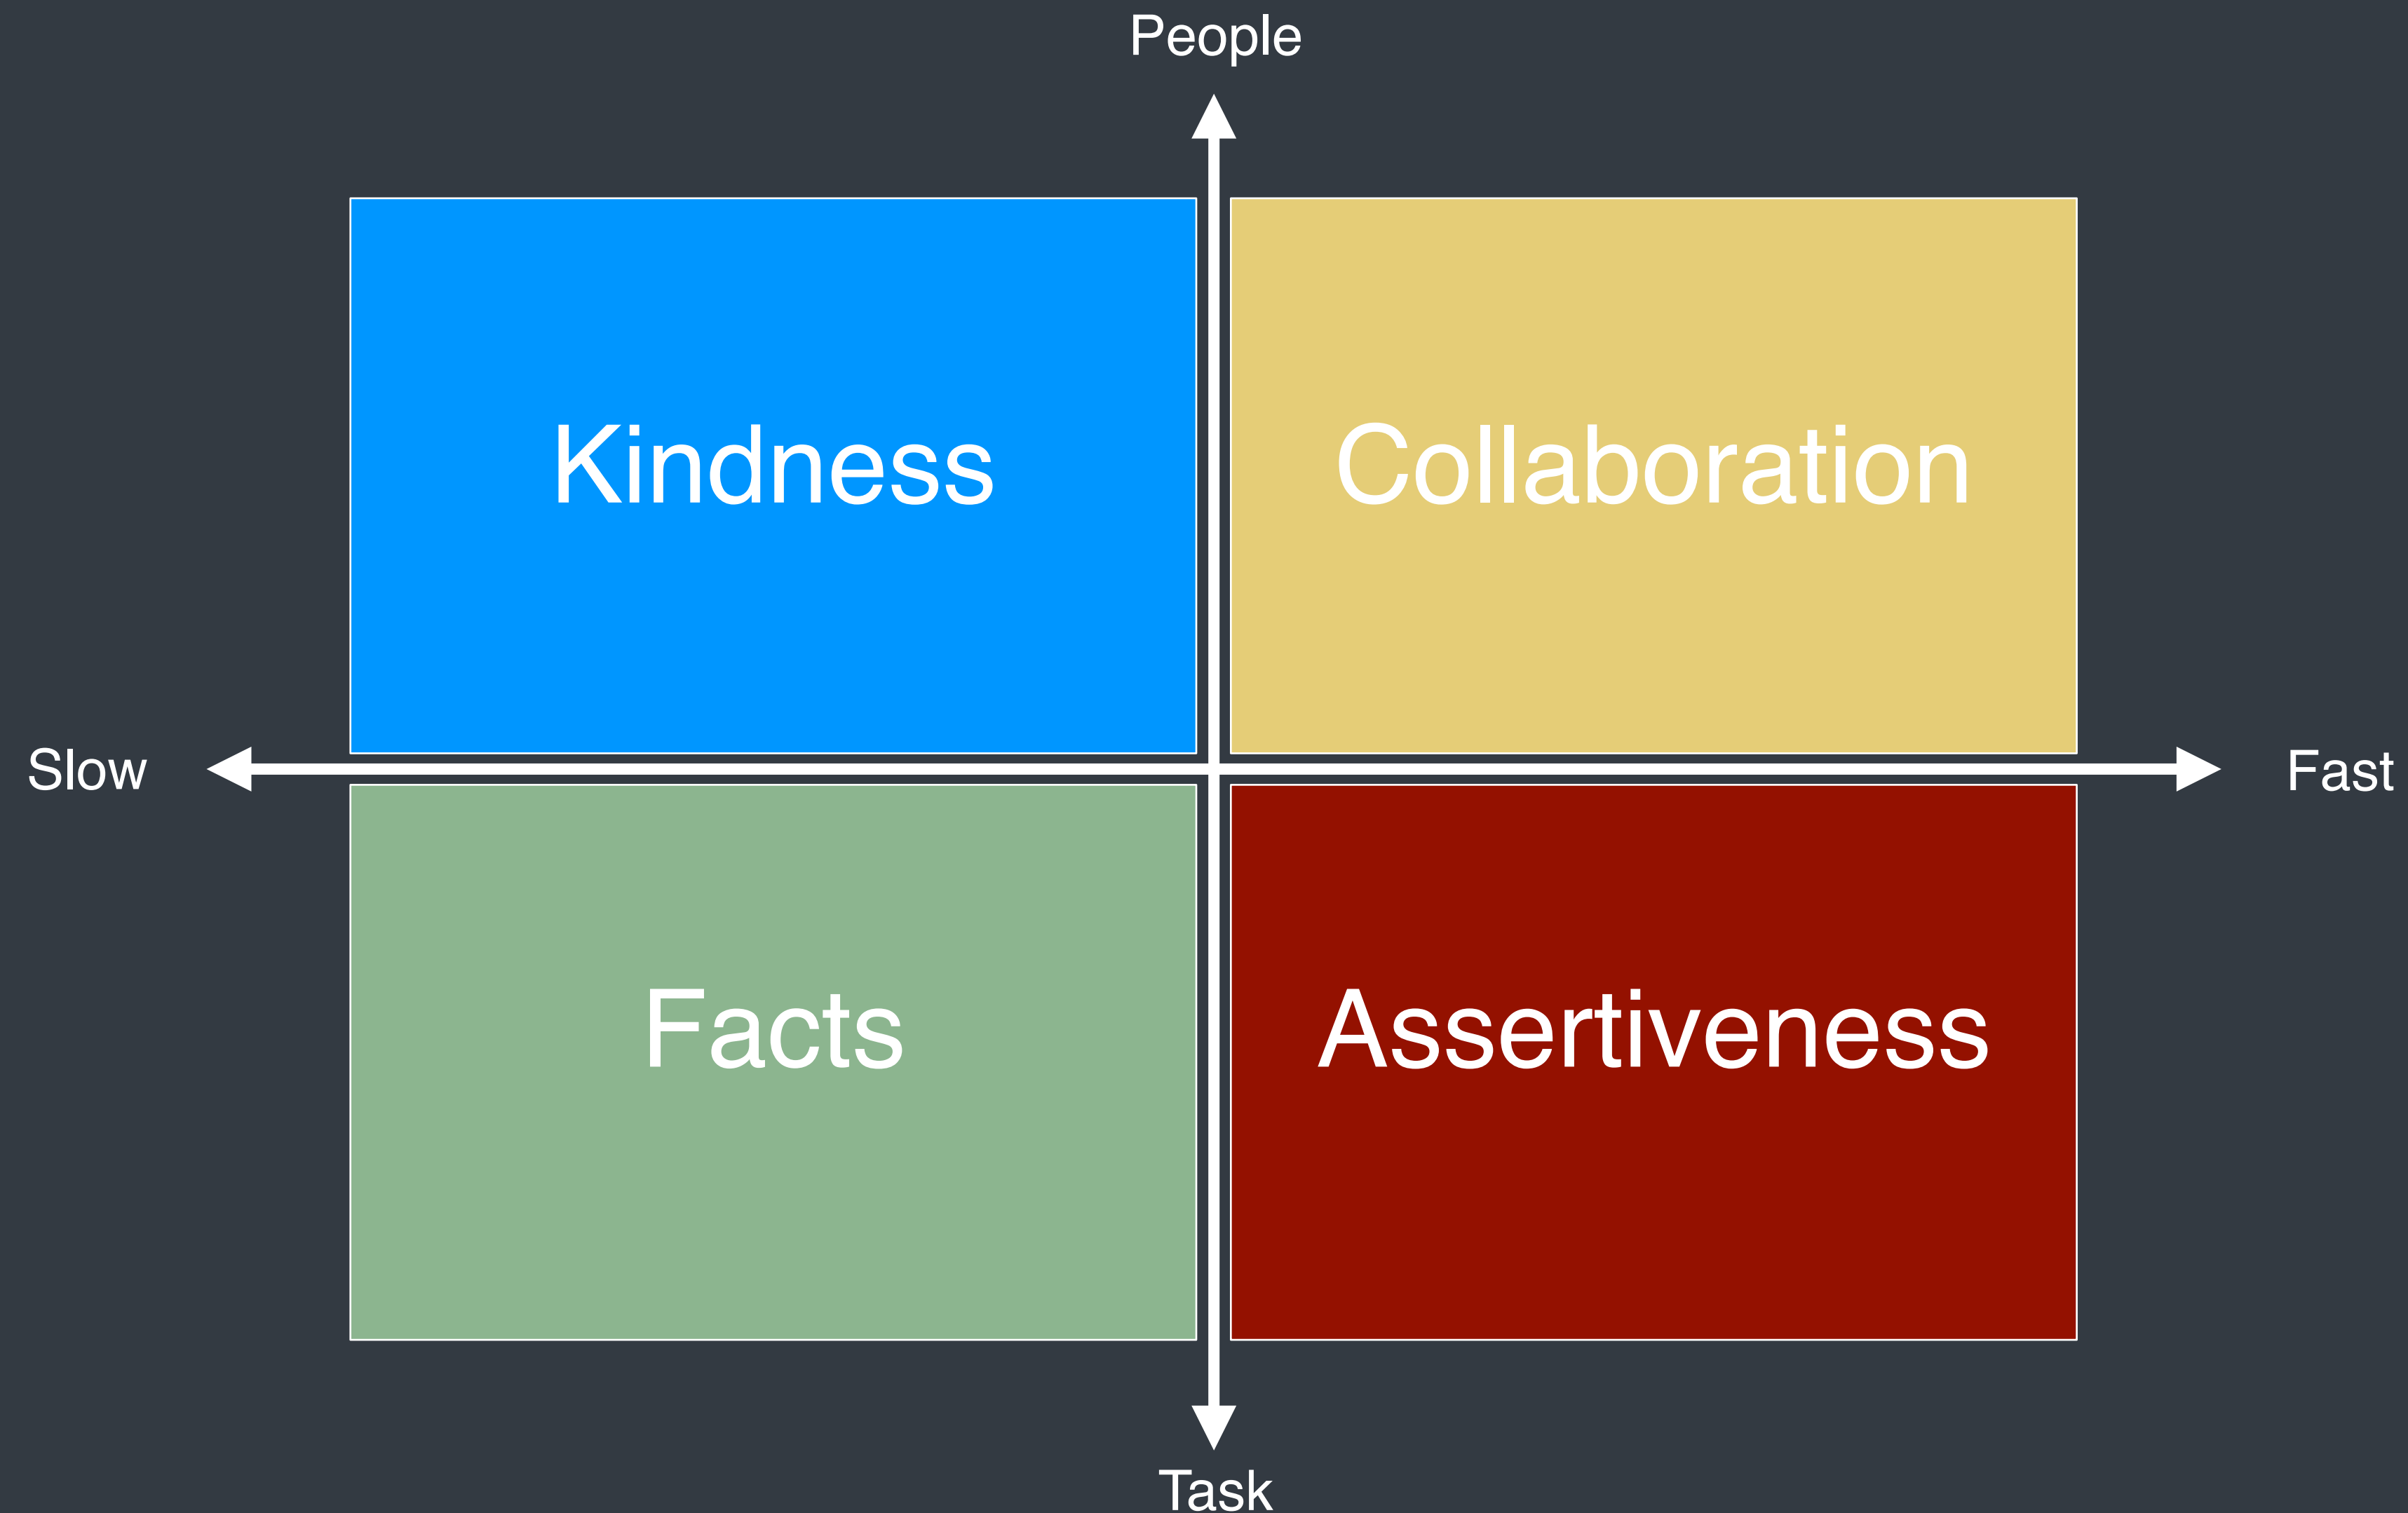 People
Kindness
Collaboration
Slow
Fast
Facts
Assertiveness
Task